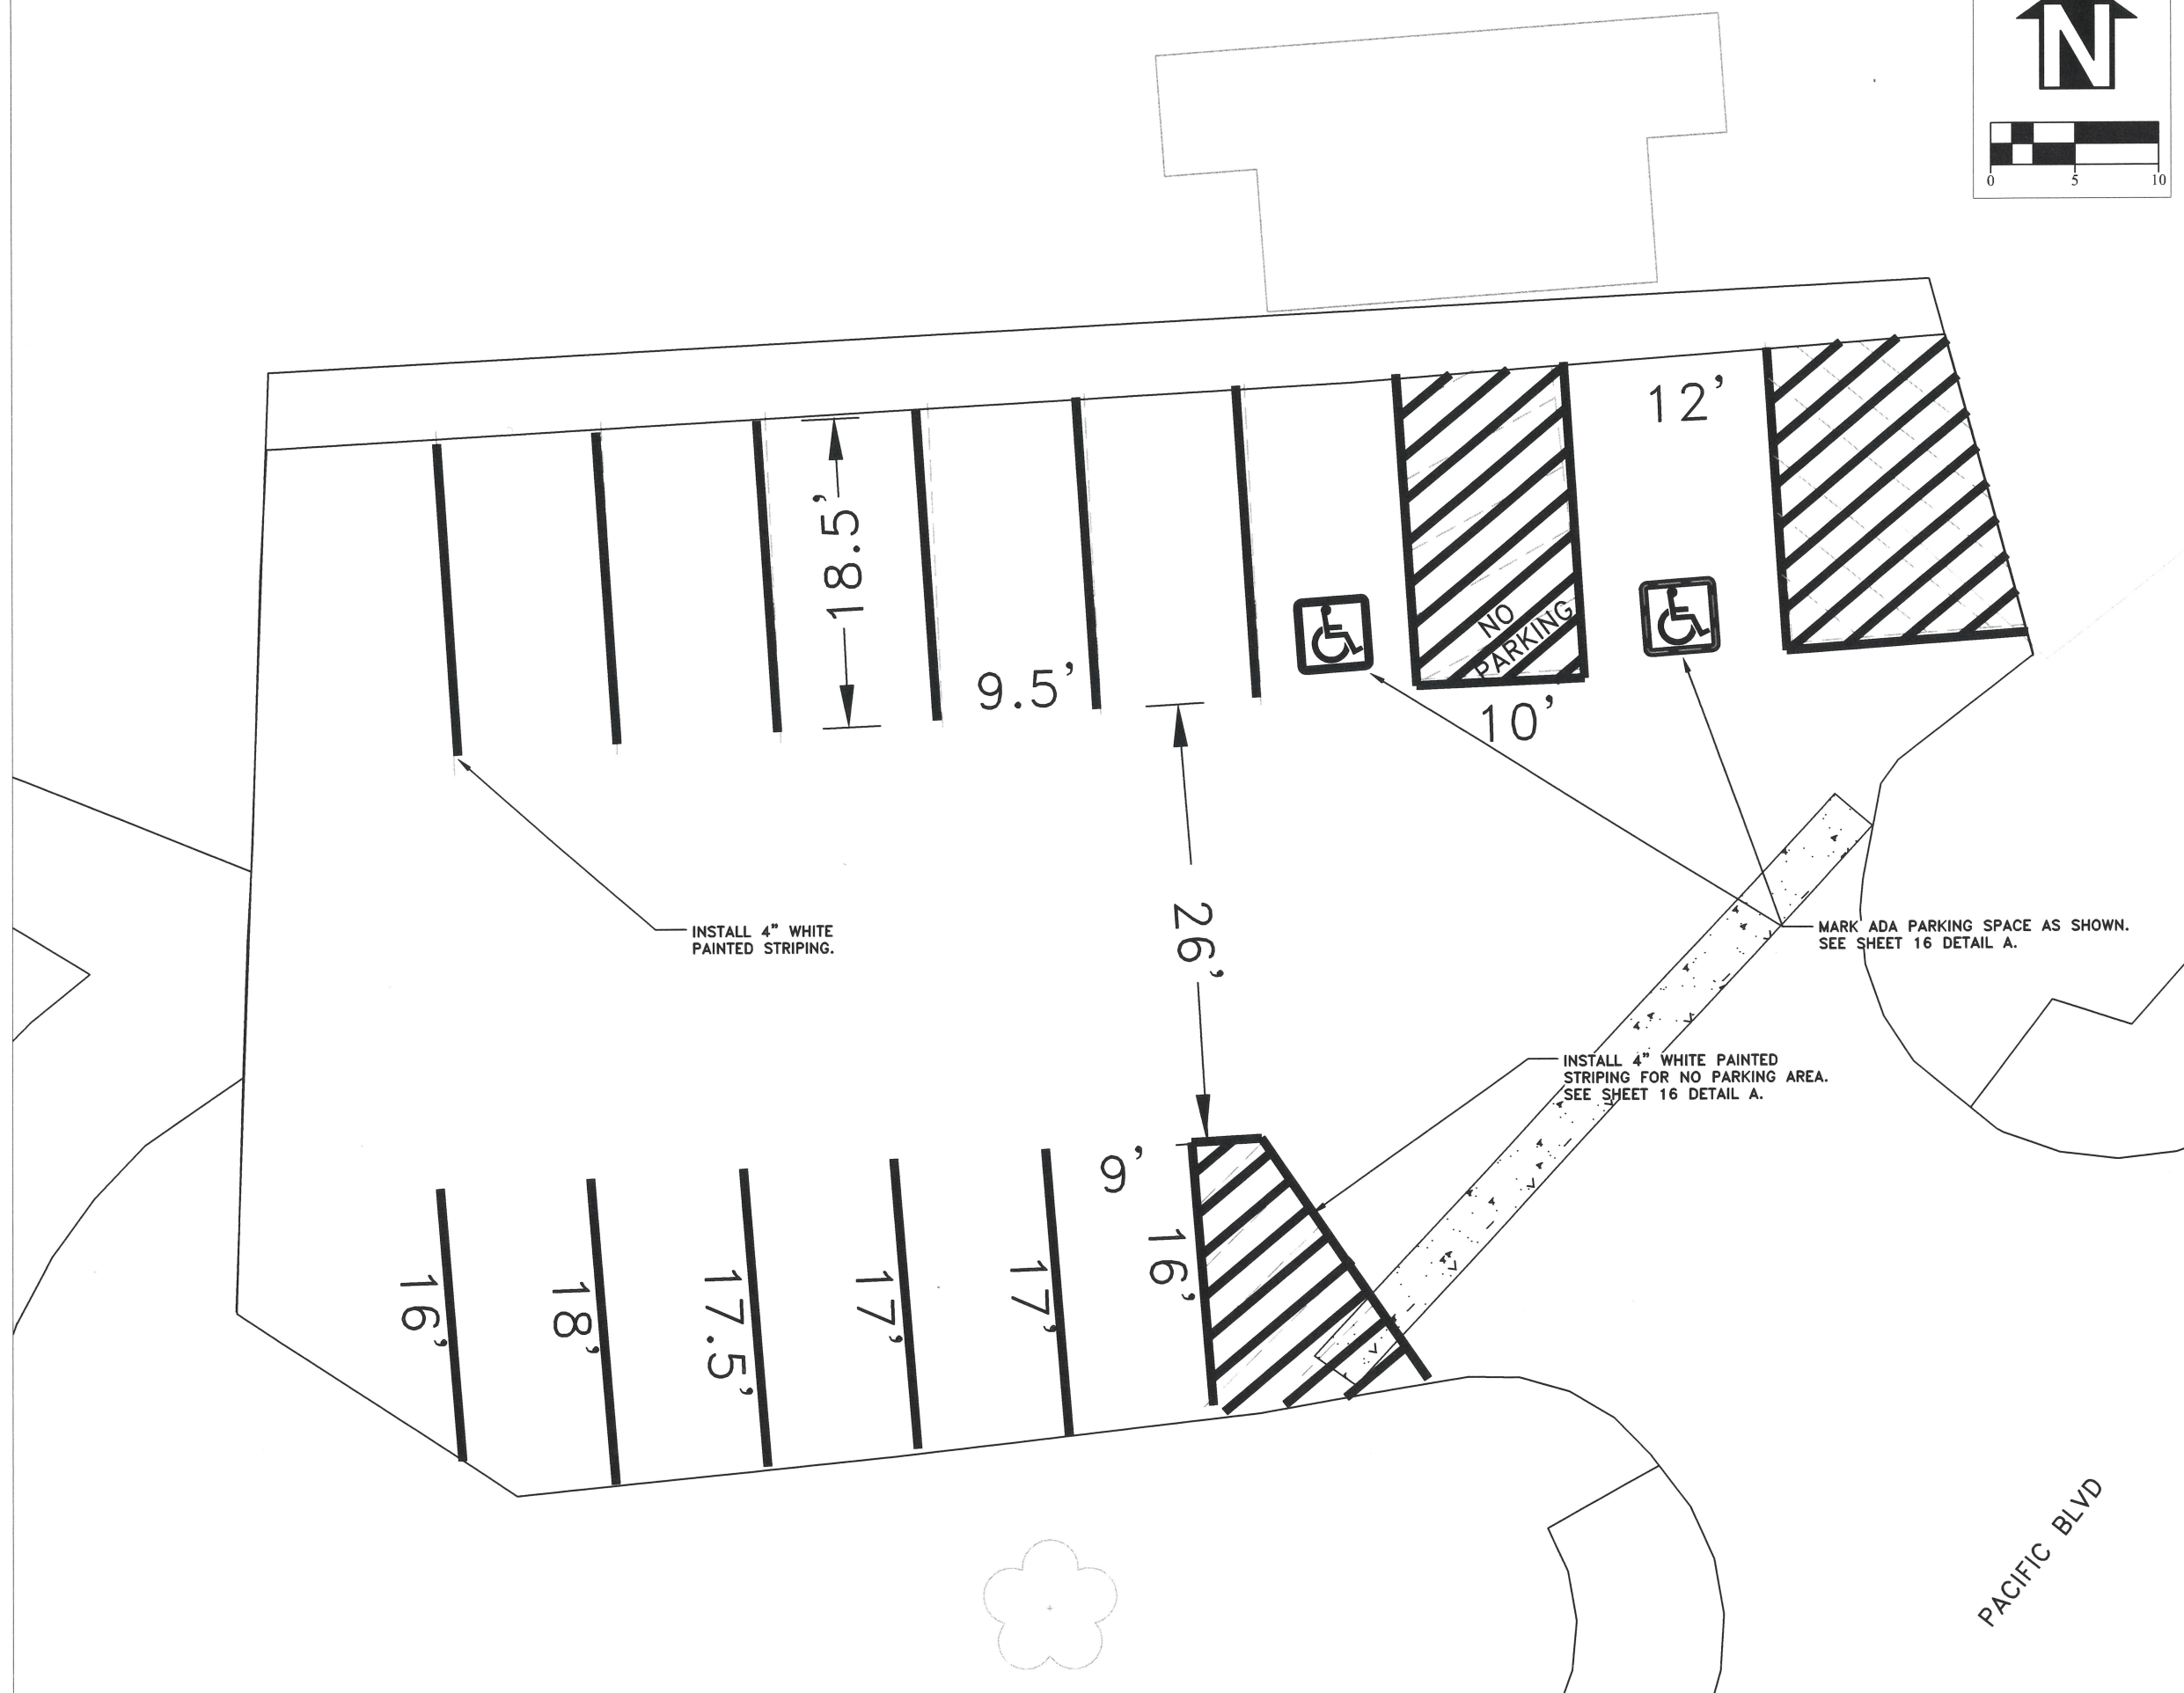 N
0 5 10
12'
18.5'
9.5'
NO
PARKING
10'
26'
INSTALL 4" WHITE
PAINTED STRIPING.
MARK ADA PARKING SPACE AS SHOWN.
SEE SHEET 16 DETAIL A.
INSTALL 4" WHITE PAINTED
STRIPING FOR NO PARKING AREA.
SEE SHEET 16 DETAIL A.
9'
16'
18'
17.5'
17'
17'
16'
PACIFIC BLVD